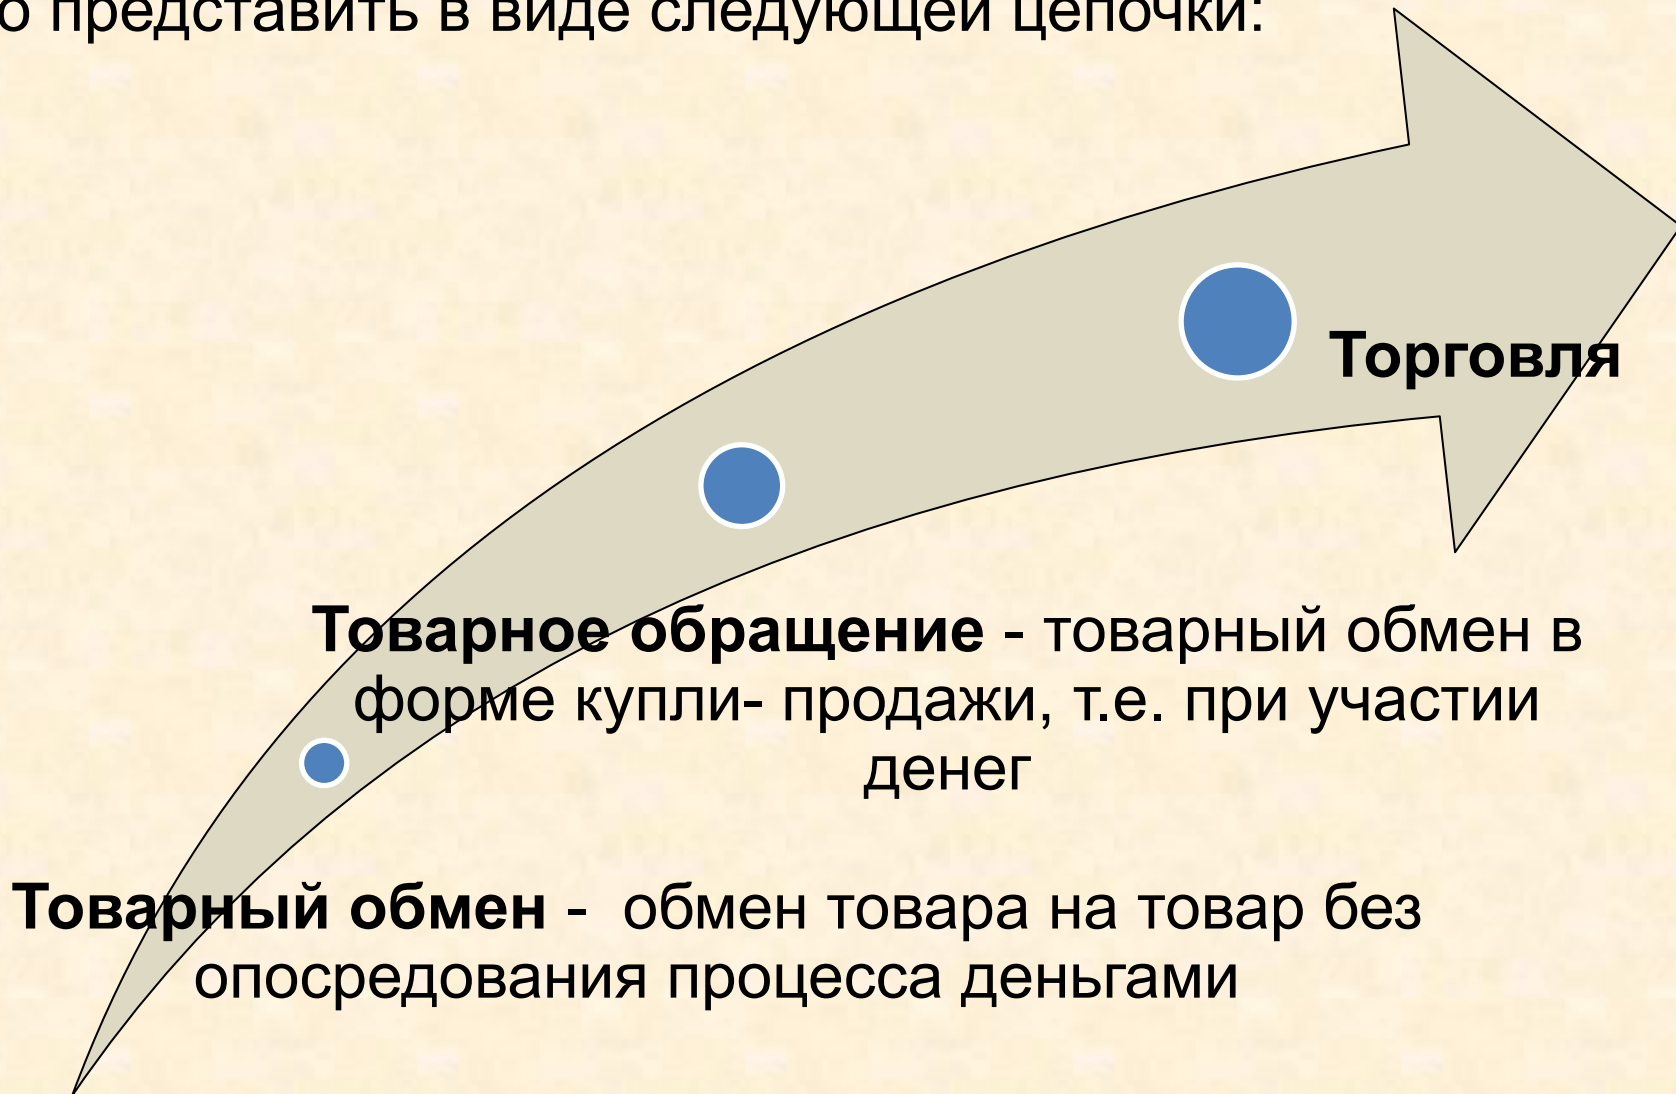 о представить в виде следующей цепочки:
Торговля
Товарное обращение - товарный обмен в
форме купли- продажи, т.е. при участии
денег
Товарный обмен - обмен товара на товар без
опосредования процесса деньгами